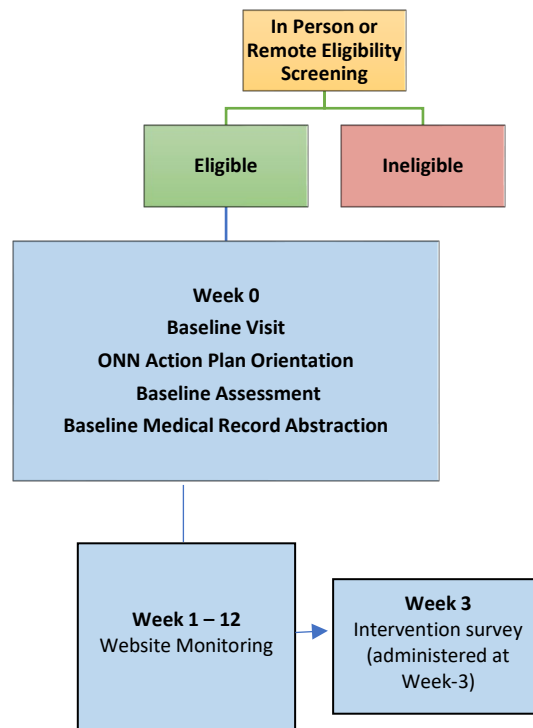 In Person or
Remote Eligibility
Screening
Eligible
Ineligible
Week 0
Baseline Visit
ONN Action Plan Orientation
Baseline Assessment
Baseline Medical Record Abstraction
Week 1 – 12
Website Monitoring
Week 3
Intervention survey
(administered at
Week-3)